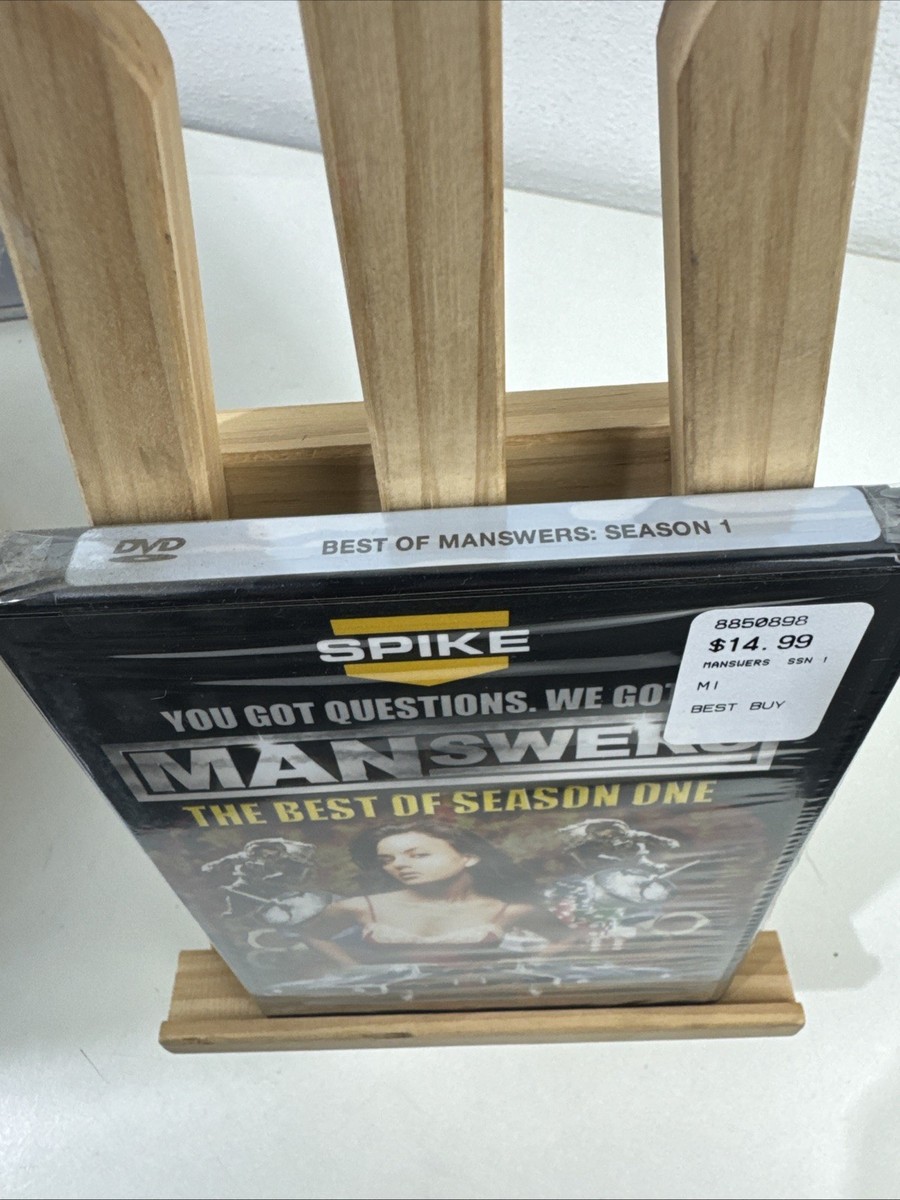 DVD
BEST OF MANSWERS: SEASON 1
SPIKE
8850898
$14.99
MANSWERS SSN 1
MI
BEST BUY
YOU GOT QUESTIONS. WE GOT
MANSWERS
THE BEST OF SEASON ONE